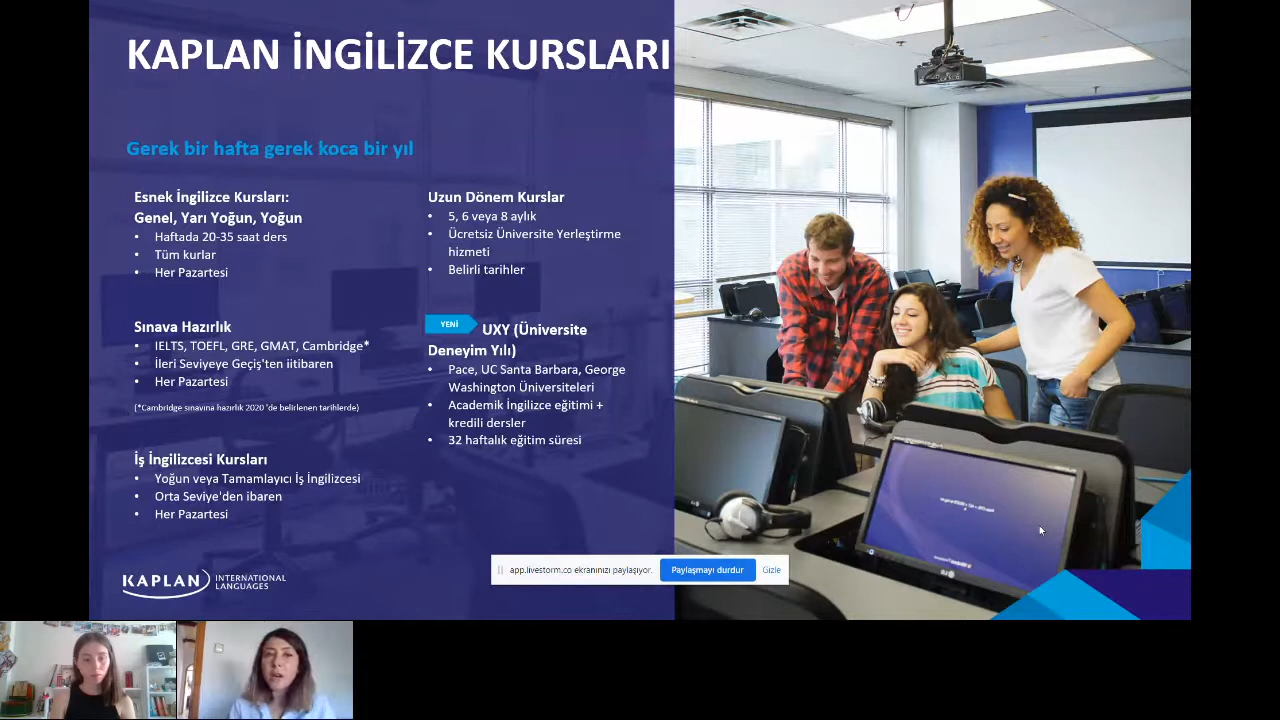 KAPLAN İNGİLİZCE KURSLARI
Gerek bir hafta gerek koca bir yıl
Esnek İngilizce Kursları:
Genel, Yarı Yoğun, Yoğun
• Haftada 20-35 saat ders
• Tüm kurlar
• Her Pazartesi
Sınava Hazırlık
• IELTS, TOEFL, GRE, GMAT, Cambridge*
• İleri Seviyeye Geçiş'ten iitibaren
• Her Pazartesi
(*Cambridge sınavına hazırlık 2020 'de belirlenen tarihlerde)
İş İngilizcesi Kursları
• Yoğun veya Tamamlayıcı İş İngilizcesi
• Orta Seviye'den ibaren
• Her Pazartesi
Uzun Dönem Kurslar
• 5, 6 veya 8 aylık
• Ücretsiz Üniversite Yerleştirme
hizmeti
• Belirli tarihler
YENİ UXY (Üniversite
Deneyim Yılı)
• Pace, UC Santa Barbara, George
Washington Üniversiteleri
• Akademik İngilizce eğitimi +
kredili dersler
• 32 haftalık eğitim süresi
KAPLAN INTERNATIONAL
LANGUAGES
app.livestorm.co ekranınızı paylaşıyor. Paylaşmayı durdur Gizle